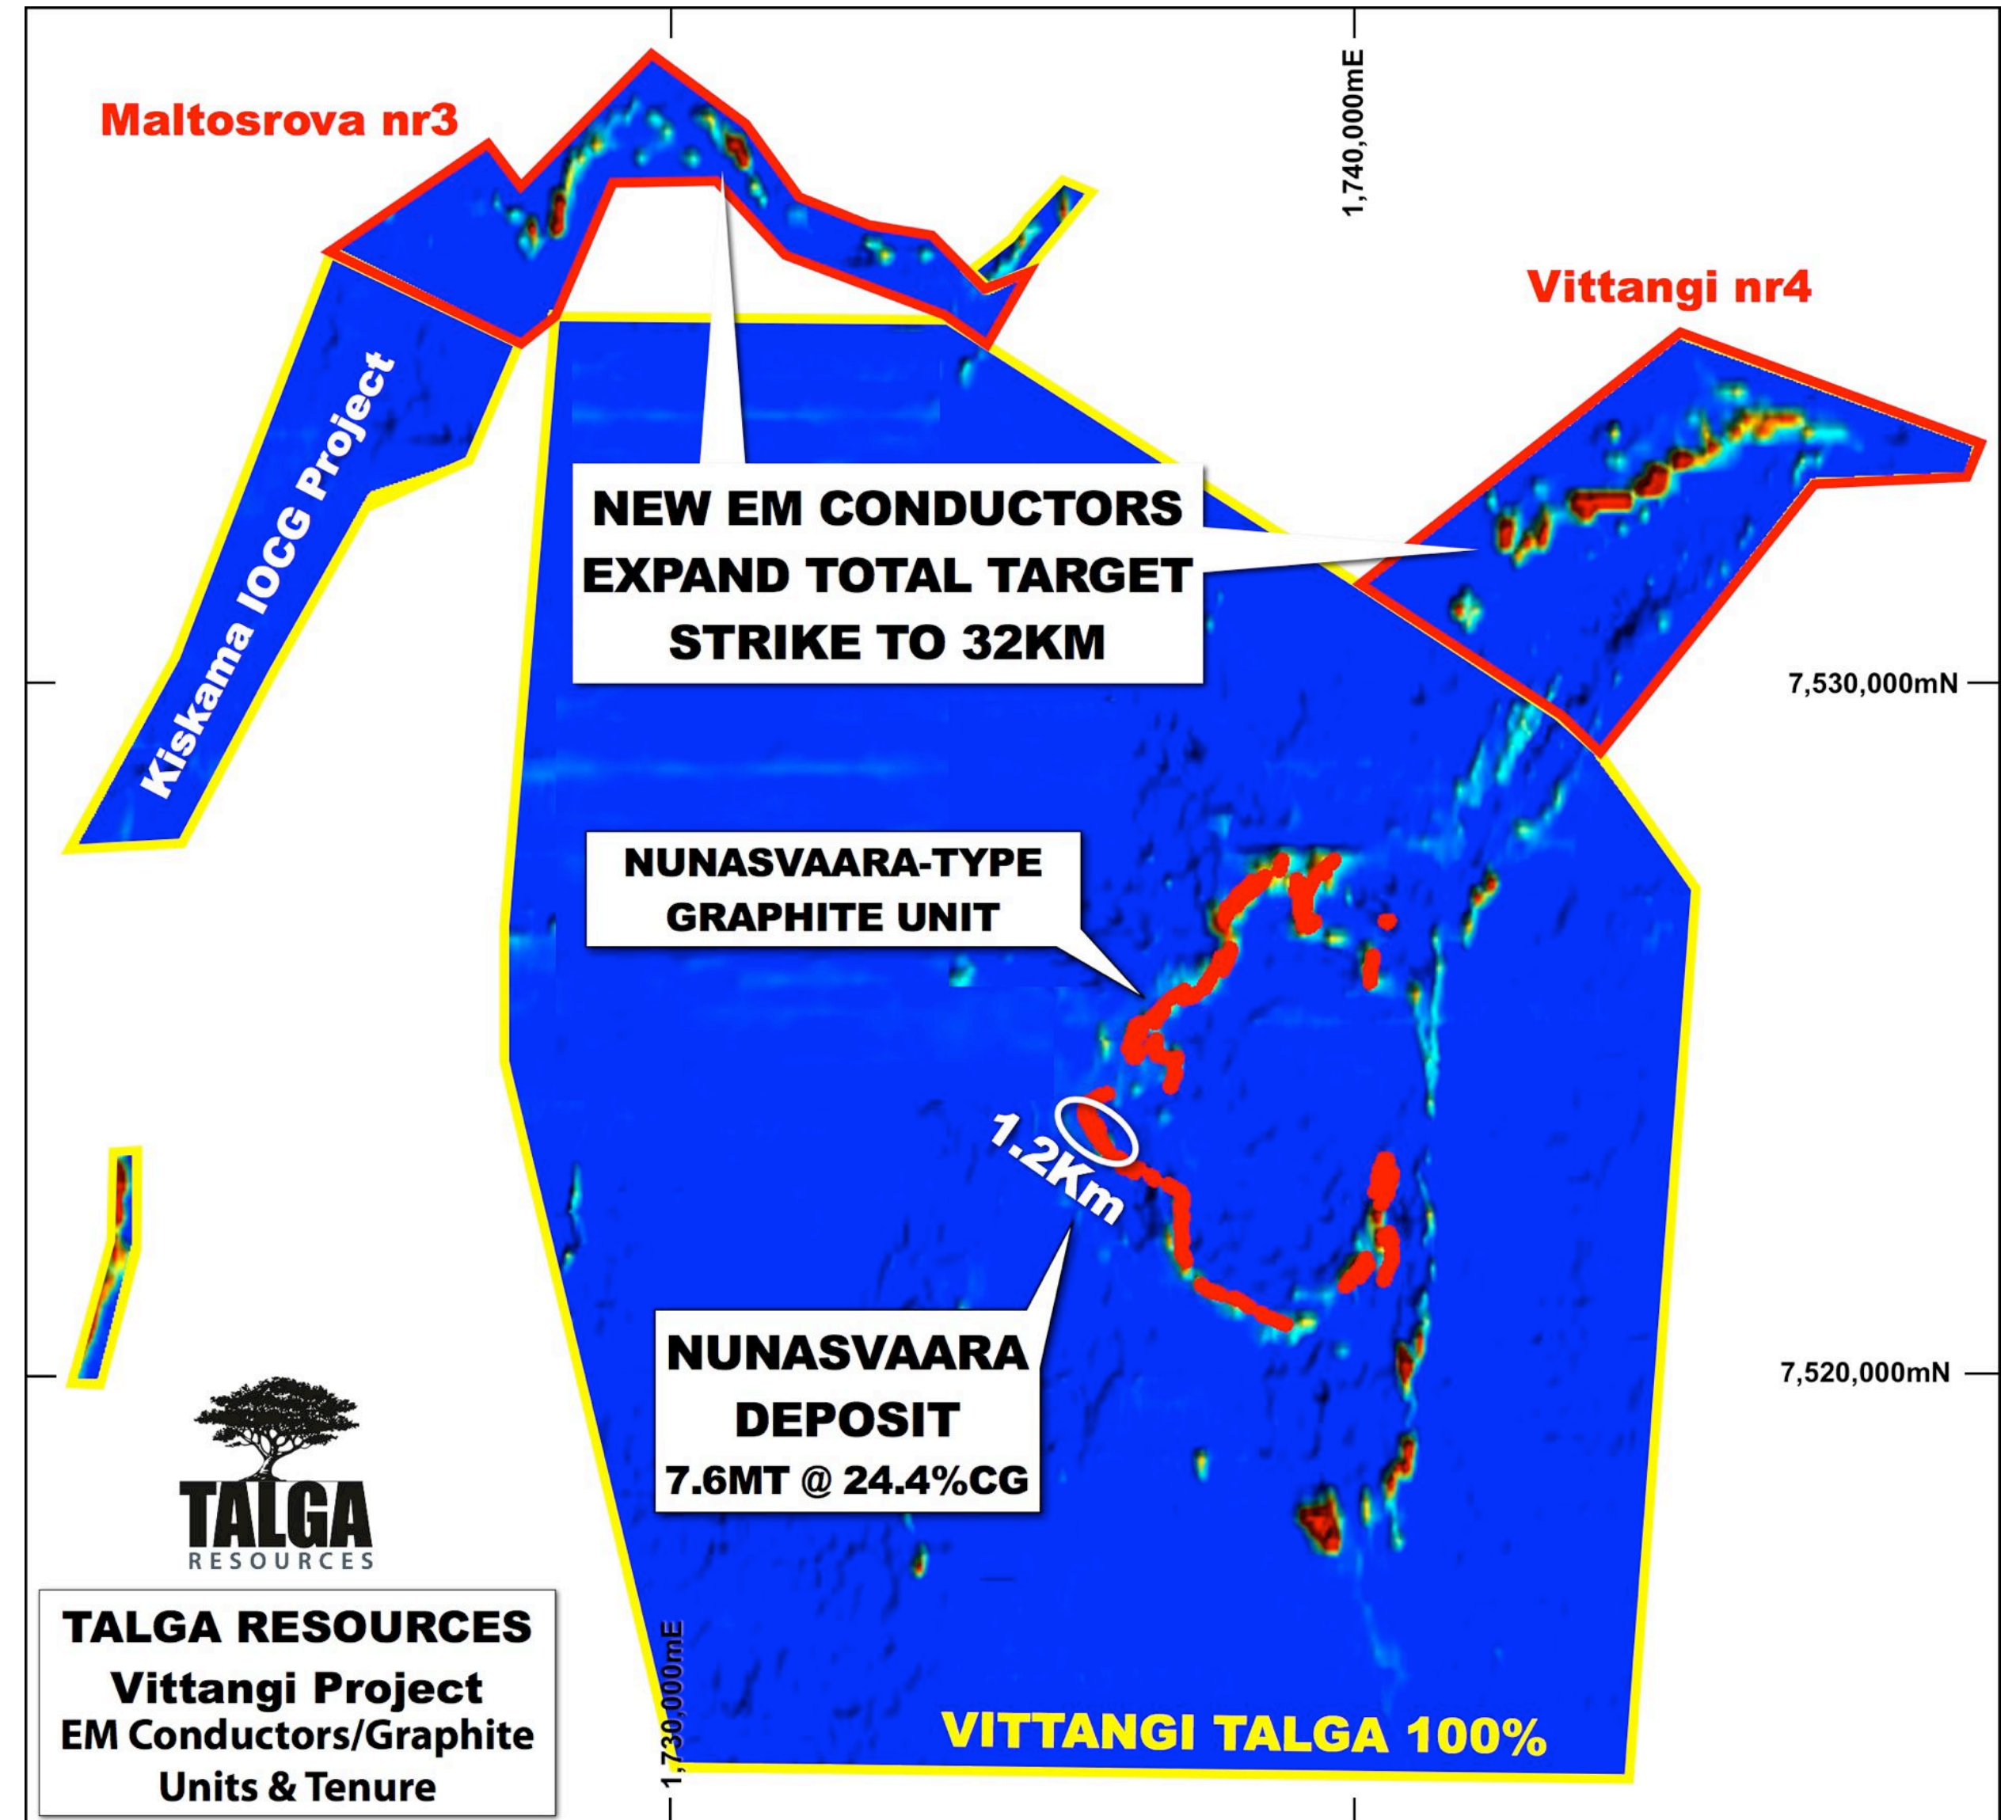 1,740,000mE
Maltosrova nr3
Vittangi nr4
Kiskama IOCG Project
NEW EM CONDUCTORS
EXPAND TOTAL TARGET
STRIKE TO 32KM
7,530,000mN
NUNASVAARA-TYPE
GRAPHITE UNIT
1.2Km
NUNASVAARA
DEPOSIT
7.6MT @ 24.4%CG
7,520,000mN
TALGA
RESOURCES
TALGA RESOURCES
Vittangi Project
EM Conductors/Graphite
Units & Tenure
1,730,000mE
VITTANGI TALGA 100%